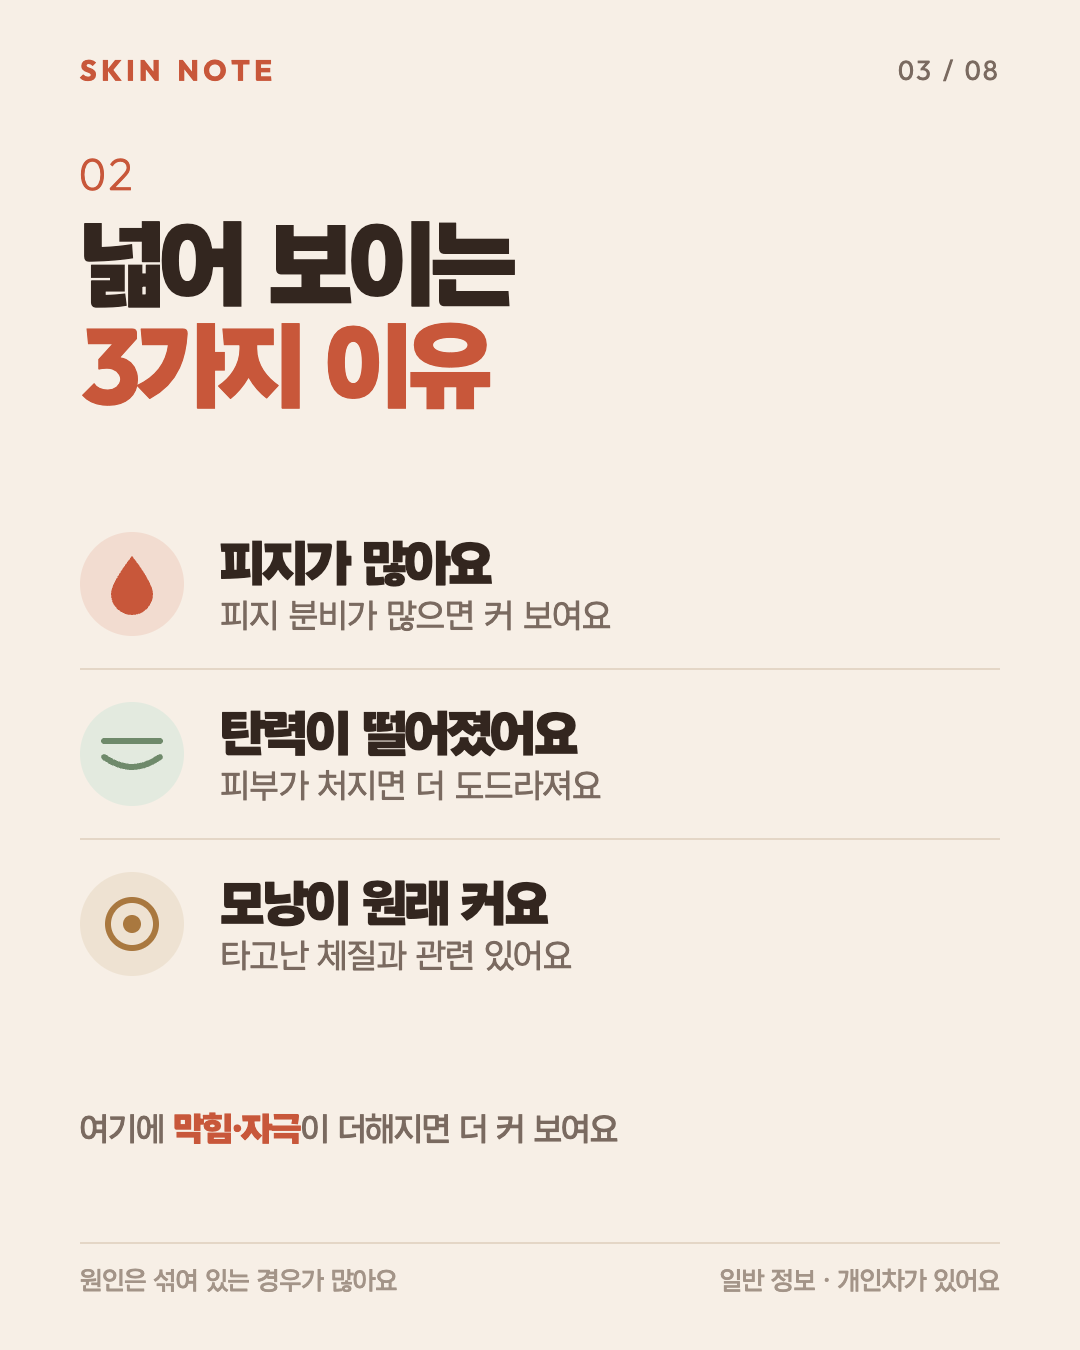 SKIN NOTE
03 / 08
02
넓어 보이는
3가지 이유
피지가 많아요
피지 분비가 많으면 커 보여요
탄력이 떨어졌어요
피부가 처지면 더 도드라져요
모낭이 원래 커요
타고난 체질과 관련 있어요
여기에 막힘·자극이 더해지면 더 커 보여요
원인은 섞여 있는 경우가 많아요
일반 정보 · 개인차가 있어요